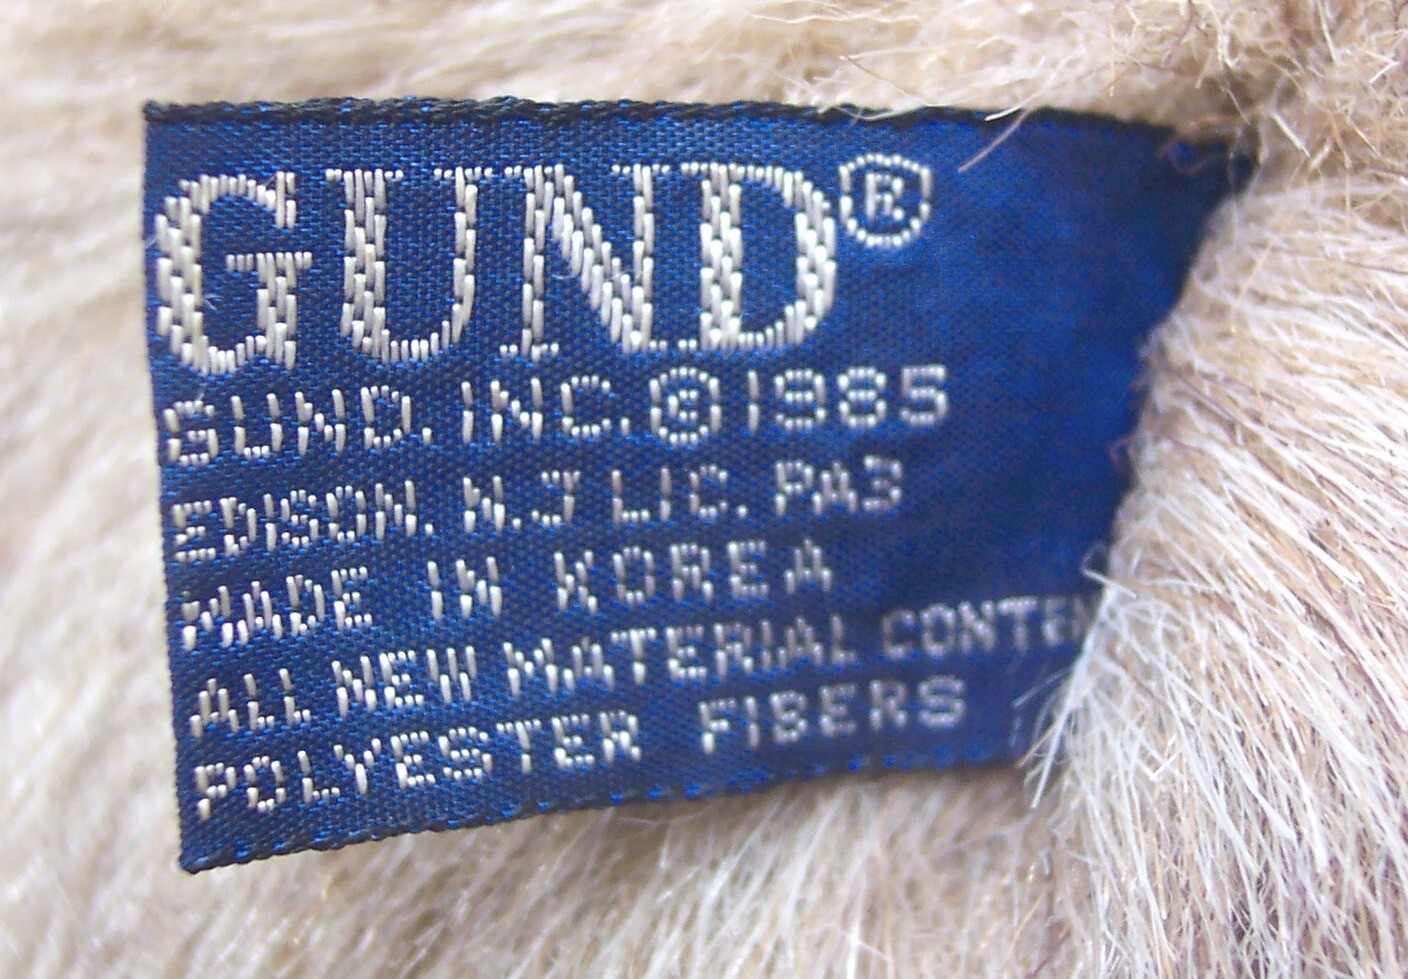 GUND®
GUND, INC.©1985
EDISON, N.J LIC. PA3
MADE IN KOREA
ALL NEW MATERIAL CONTEN
POLYESTER FIBERS